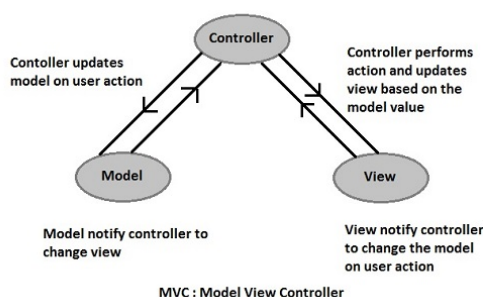 Controller
Contoller updates
model on user action
Controller performs
action and updates
view based on the
model value
Model
View
Model notify controller to
change view
View notify controller
to change the model
on user action
MVC : Model View Controller